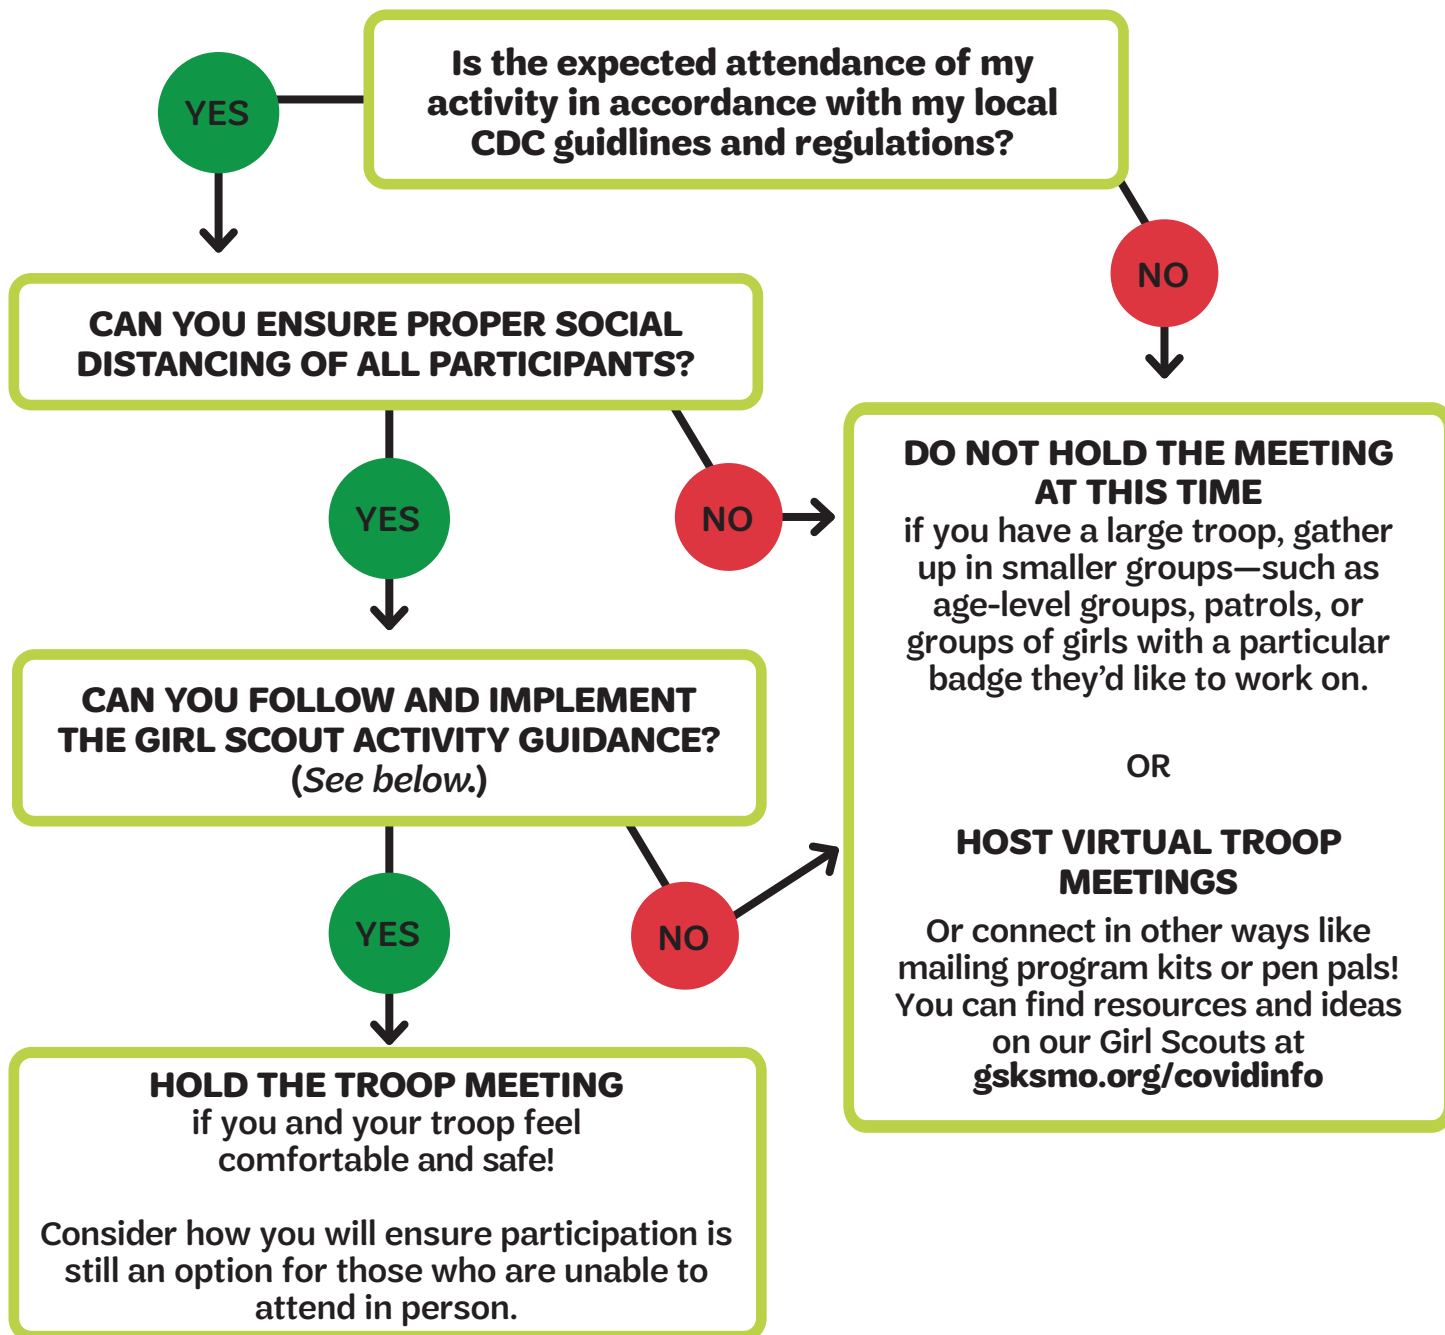 Is the expected attendance of my
activity in accordance with my local
CDC guidlines and regulations?
YES
NO
CAN YOU ENSURE PROPER SOCIAL
DISTANCING OF ALL PARTICIPANTS?
YES
NO
CAN YOU FOLLOW AND IMPLEMENT
THE GIRL SCOUT ACTIVITY GUIDANCE?
(See below.)
YES
NO
HOLD THE TROOP MEETING
if you and your troop feel
comfortable and safe!
Consider how you will ensure participation is
still an option for those who are unable to
attend in person.
DO NOT HOLD THE MEETING
AT THIS TIME
if you have a large troop, gather
up in smaller groups—such as
age-level groups, patrols, or
groups of girls with a particular
badge they’d like to work on.
OR
HOST VIRTUAL TROOP
MEETINGS
Or connect in other ways like
mailing program kits or pen pals!
You can find resources and ideas
on our Girl Scouts at
gsksmo.org/covidinfo